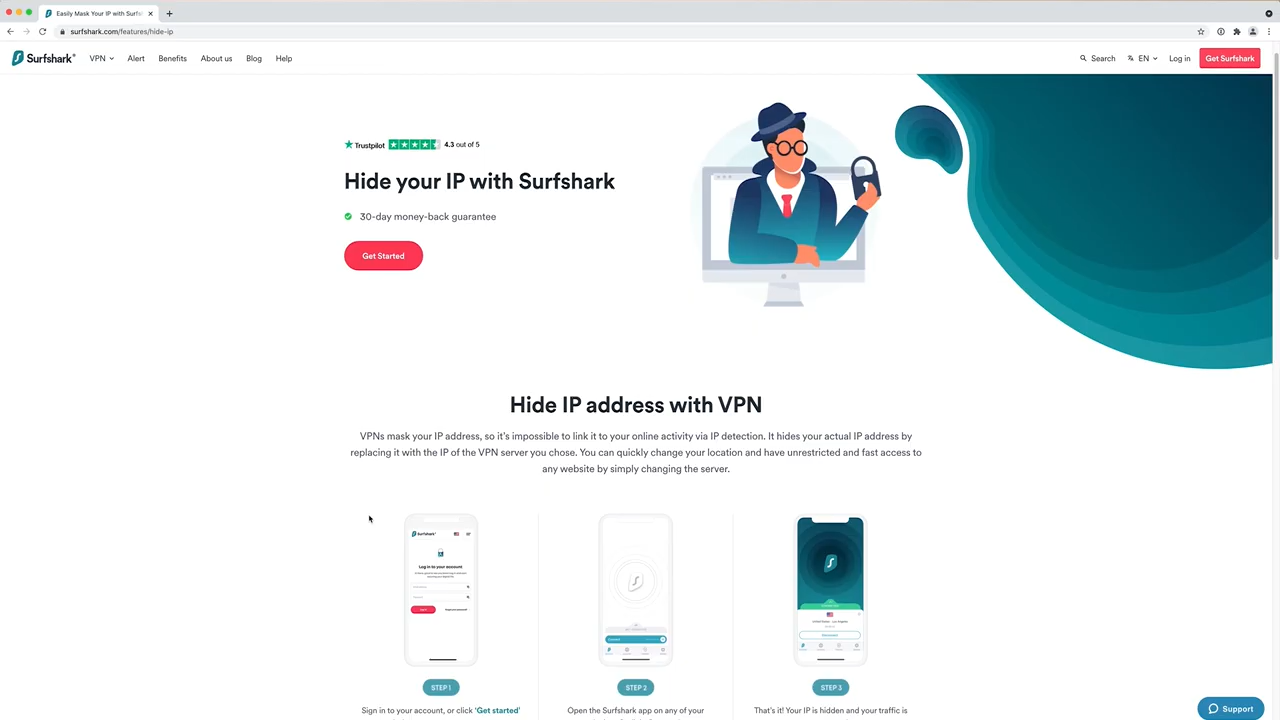 Easily Mask Your IP with Surfsh
surfshark.com/features/hide-ip
Surfshark®
VPN
Alert
Benefits
About us
Blog
Help
Search
EN
Log in
Get Surfshark
Trustpilot
4.3 out of 5
Hide your IP with Surfshark
30-day money-back guarantee
Get Started
Hide IP address with VPN
VPNs mask your IP address, so it's impossible to link it to your online activity via IP detection. It hides your actual IP address by
replacing it with the IP of the VPN server you chose. You can quickly change your location and have unrestricted and fast access to
any website by simply changing the server.
Surfshark
Log in to your account
STEP 1
STEP 2
STEP 3
Sign in to your account, or click 'Get started'
Open the Surfshark app on any of your
That's it! Your IP is hidden and your traffic is
Support